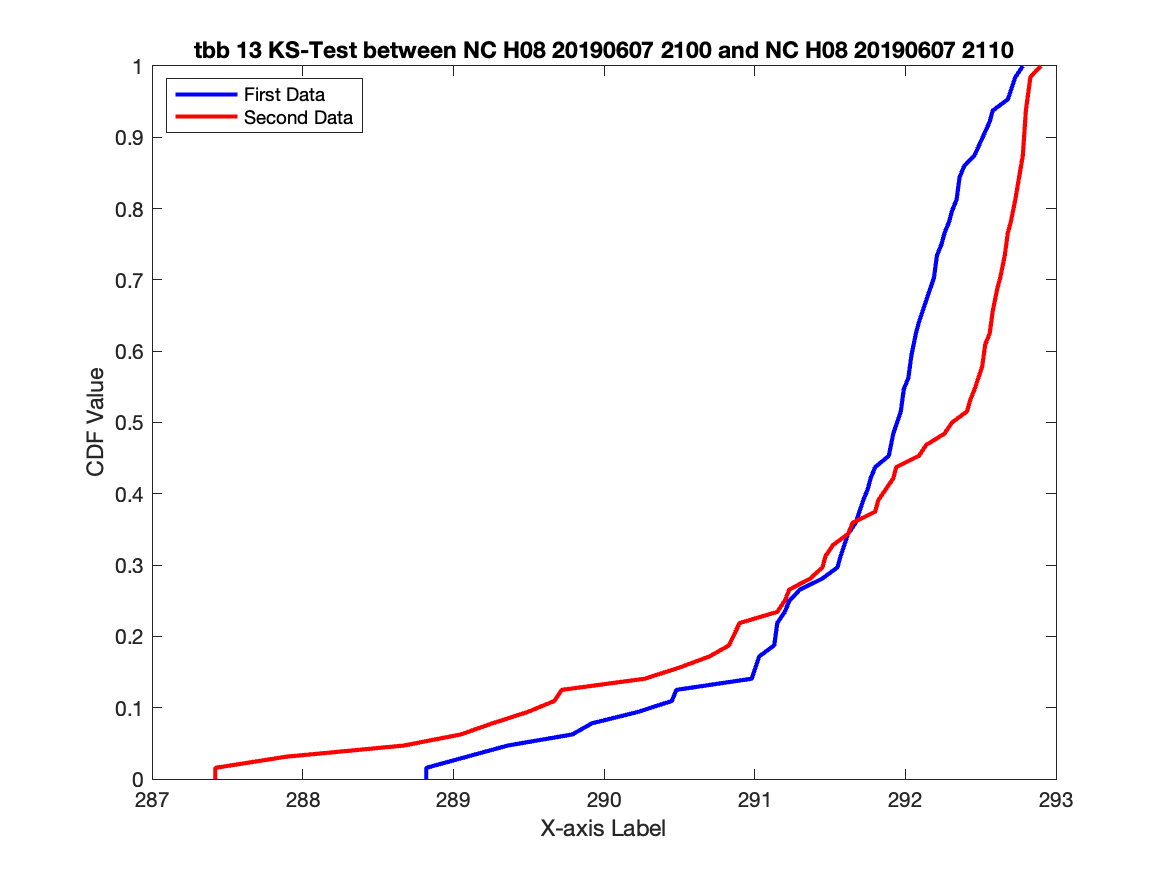 tbb 13 KS-Test between NC H08 20190607 2100 and NC H08 20190607 2110
First Data
Second Data
1
0.9
0.8
0.7
0.6
0.5
0.4
0.3
0.2
0.1
0
CDF Value
287 288 289 290 291 292 293
X-axis Label